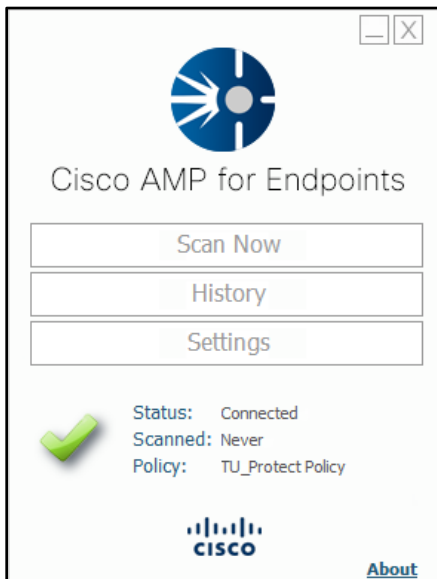 Cisco AMP for Endpoints
Scan Now
History
Settings
Status: Connected
Scanned: Never
Policy: TU_Protect Policy
CISCO
About